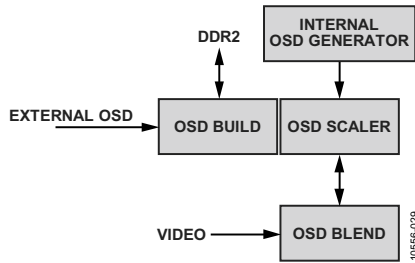 INTERNAL
OSD GENERATOR
DDR2
EXTERNAL OSD
OSD BUILD
OSD SCALER
VIDEO
OSD BLEND
10556-029